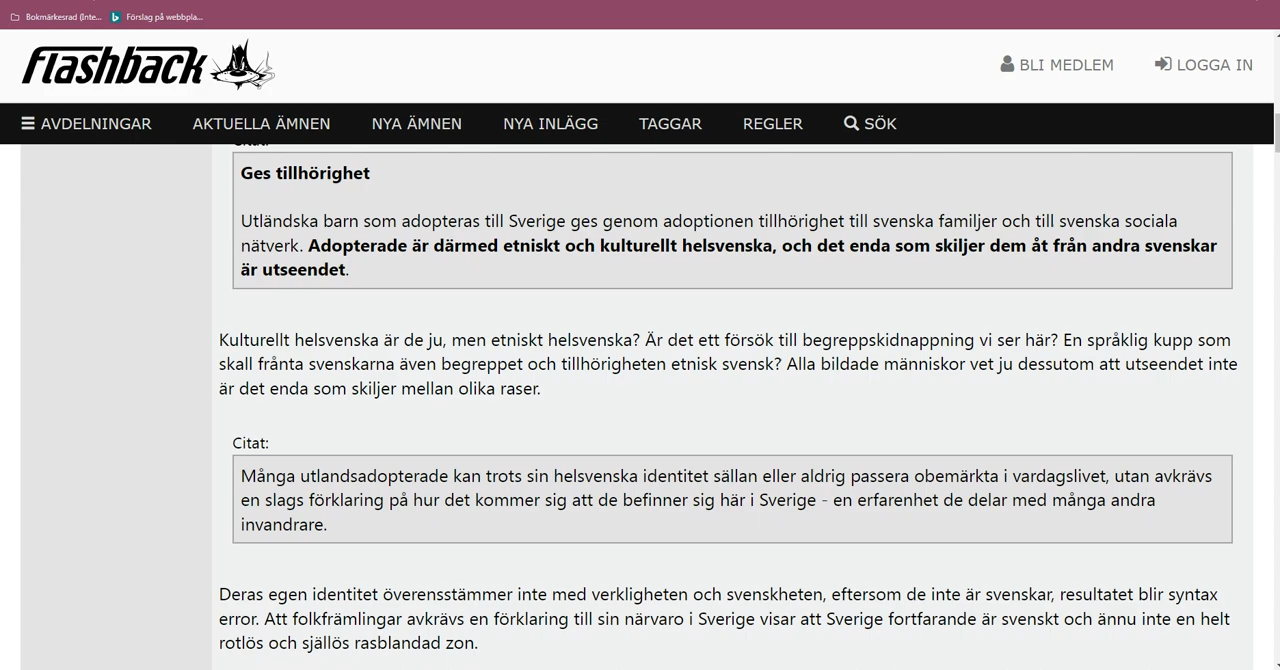 Bokmärkesrad (Inte...
Förslag på webbpla...
flashback
BLI MEDLEM
LOGGA IN
AVDELNINGAR
AKTUELLA ÄMNEN
NYA ÄMNEN
NYA INLÄGG
TAGGAR
REGLER
SÖK
Ges tillhörighet
Utländska barn som adopteras till Sverige ges genom adoptionen tillhörighet till svenska familjer och till svenska sociala
nätverk. Adopterade är därmed etniskt och kulturellt helsvenska, och det enda som skiljer dem åt från andra svenskar
är utseendet.
Kulturellt helsvenska är de ju, men etniskt helsvenska? Är det ett försök till begreppskidnappning vi ser här? En språklig kupp som
skall frånta svenskarna även begreppet och tillhörigheten etnisk svensk? Alla bildade människor vet ju dessutom att utseendet inte
är det enda som skiljer mellan olika raser.
Citat:
Många utlandsadopterade kan trots sin helsvenska identitet sällan eller aldrig passera obemärkta i vardagslivet, utan avkrävs
en slags förklaring på hur det kommer sig att de befinner sig här i Sverige - en erfarenhet de delar med många andra
invandrare.
Deras egen identitet överensstämmer inte med verkligheten och svenskheten, eftersom de inte är svenskar, resultatet blir syntax
error. Att folkfrämlingar avkrävs en förklaring till sin närvaro i Sverige visar att Sverige fortfarande är svenskt och ännu inte en helt
rotlös och själlös rasblandad zon.